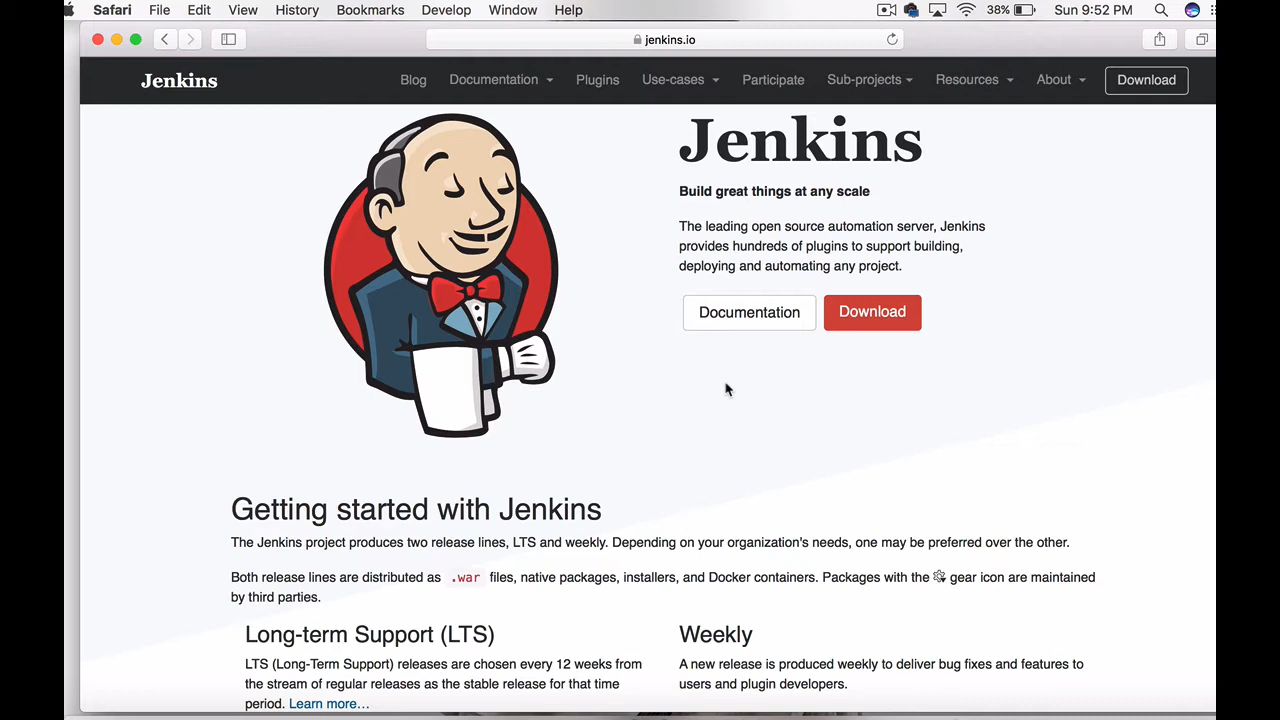 Safari File Edit View History Bookmarks Develop Window Help 38% Sun 9:52 PM
jenkins.io
Jenkins Blog Documentation Plugins Use-cases Participate Sub-projects Resources About Download
Jenkins
Build great things at any scale
The leading open source automation server, Jenkins
provides hundreds of plugins to support building,
deploying and automating any project.
Documentation Download
Getting started with Jenkins
The Jenkins project produces two release lines, LTS and weekly. Depending on your organization's needs, one may be preferred over the other.
Both release lines are distributed as .war files, native packages, installers, and Docker containers. Packages with the gear icon are maintained
by third parties.
Long-term Support (LTS)
LTS (Long-Term Support) releases are chosen every 12 weeks from
the stream of regular releases as the stable release for that time
period. Learn more…
Weekly
A new release is produced weekly to deliver bug fixes and features to
users and plugin developers.